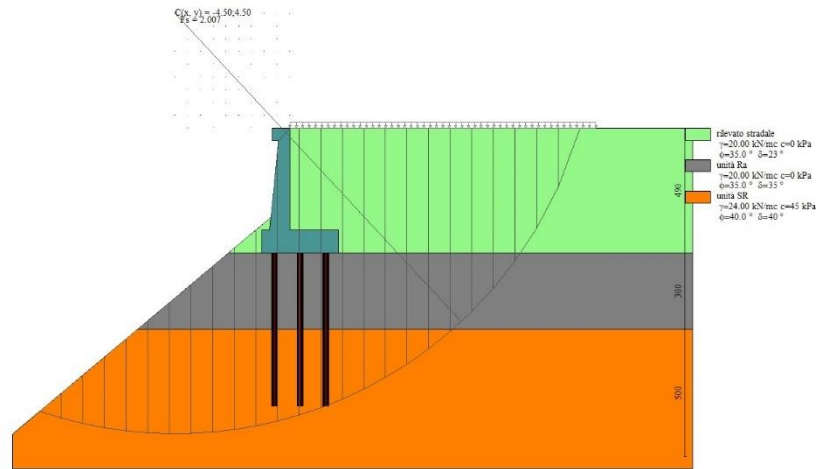 C(x, y) = -4.50;4.50
Fs = 2.007
rilevato stradale
γ=20.00 kN/mc c=0 kPa
ϕ=35.0 ° δ=23 °
unità Ra
γ=20.00 kN/mc c=0 kPa
ϕ=35.0 ° δ=35 °
unità SR
γ=24.00 kN/mc c=45 kPa
ϕ=40.0 ° δ=40 °
490
300
500